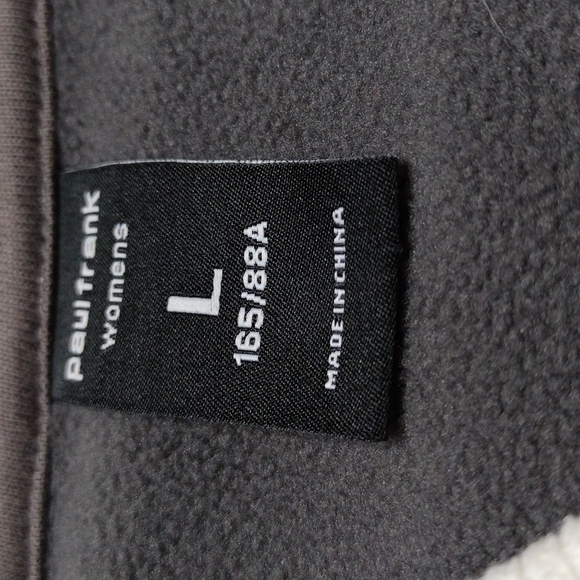 paul frank
womens
L
165/88A
MADE IN CHINA